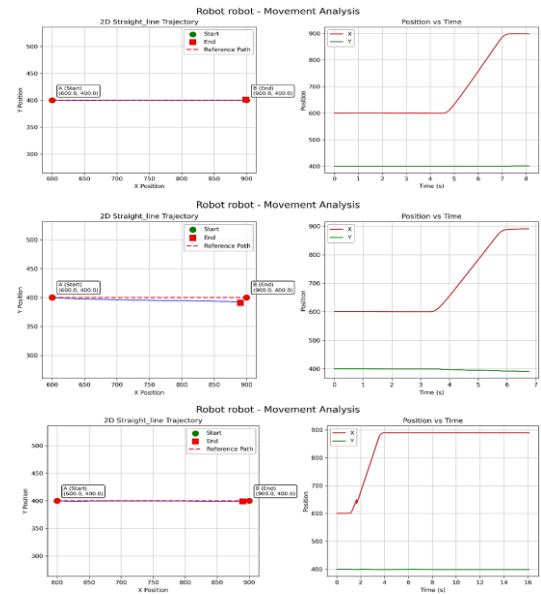 Robot robot - Movement Analysis
2D Straight_line Trajectory
Start
End
Reference Path
A (Start)
(600.0, 400.0)
B (End)
(900.0, 400.0)
500
450
400
350
300
Y Position
600 650 700 750 800 850 900
X Position
Position vs Time
X
Y
900
800
700
600
500
400
Position
0 1 2 3 4 5 6 7 8
Time (s)
Robot robot - Movement Analysis
2D Straight_line Trajectory
Start
End
Reference Path
A (Start)
(600.0, 400.0)
B (End)
(900.0, 400.0)
500
450
400
350
300
Y Position
600 650 700 750 800 850 900
X Position
Position vs Time
X
Y
900
800
700
600
500
400
Position
0 1 2 3 4 5 6 7
Time (s)
Robot robot - Movement Analysis
2D Straight_line Trajectory
Start
End
Reference Path
A (Start)
(600.0, 400.0)
B (End)
(900.0, 400.0)
500
450
400
350
300
Y Position
600 650 700 750 800 850 900
X Position
Position vs Time
X
Y
900
800
700
600
500
400
Position
0 2 4 6 8 10 12 14 16
Time (s)